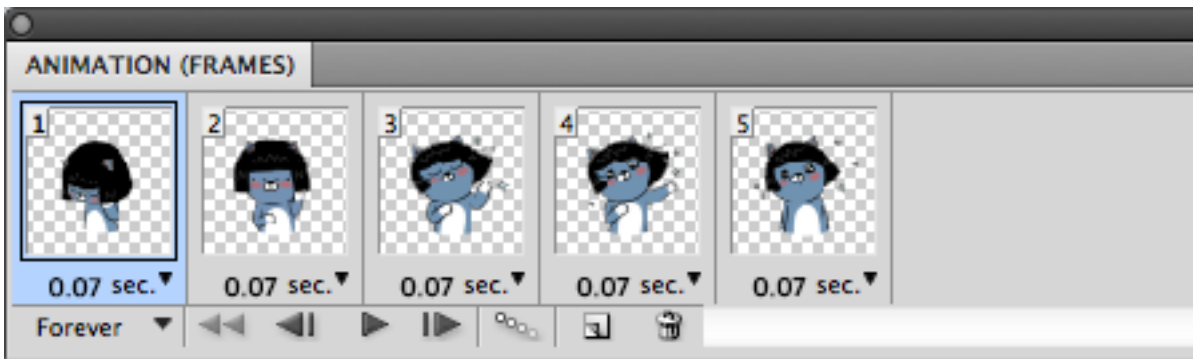 ANIMATION (FRAMES)
1 2 3 4 5
0.07 sec. 0.07 sec. 0.07 sec. 0.07 sec. 0.07 sec.
Forever